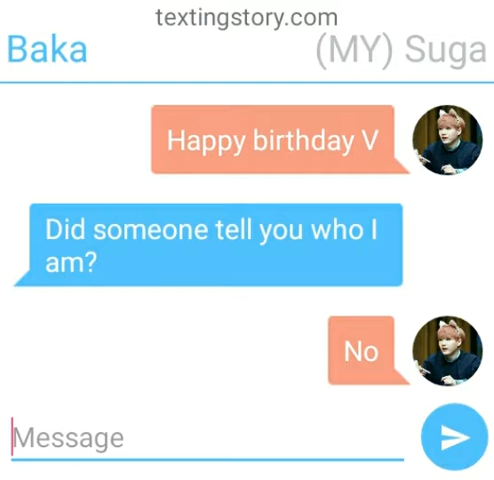 textingstory.com
Baka
(MY) Suga
Happy birthday V
Did someone tell you who I
am?
No
Message